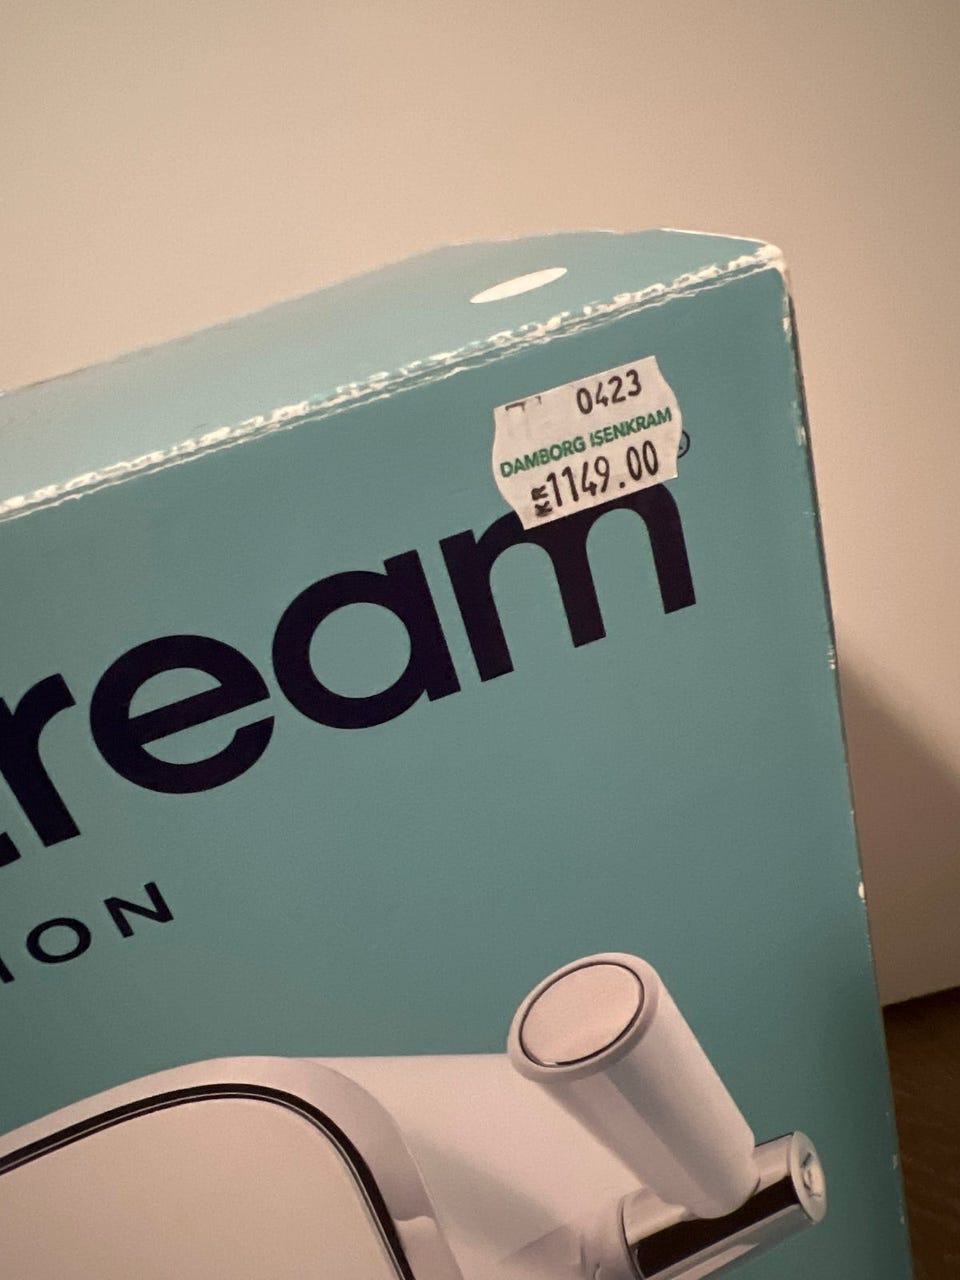 0423
DAMBORG ISENKRAM
KR1149.00
®
ream
ION